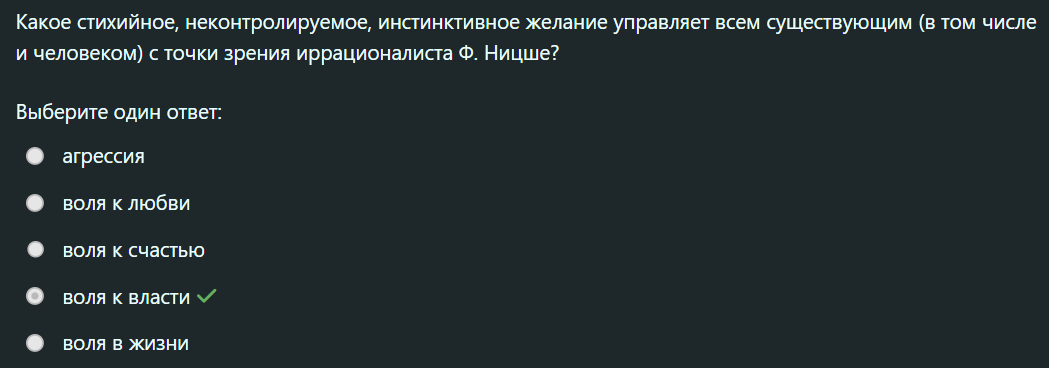 Какое стихийное, неконтролируемое, инстинктивное желание управляет всем существующим (в том числе
и человеком) с точки зрения иррационалиста Ф. Ницше?
Выберите один ответ:
агрессия
воля к любви
воля к счастью
воля к власти
воля в жизни